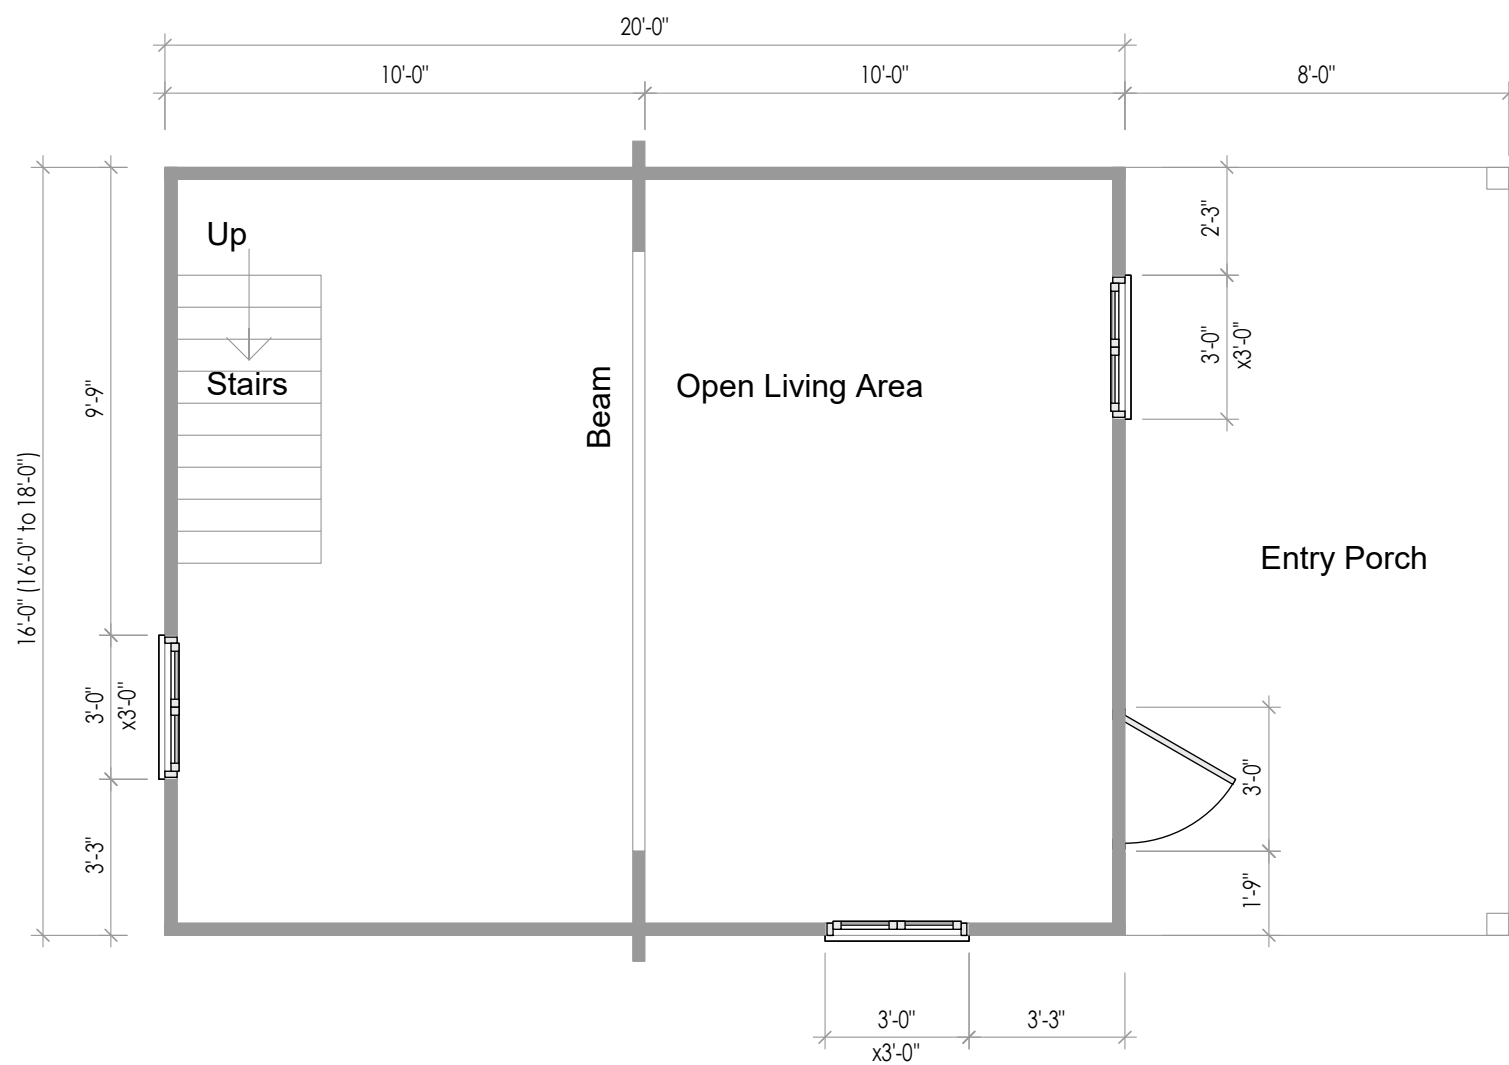 20'-0"
10'-0"
10'-0"
8'-0"
Up
2'-3"
3'-0"
x3'-0"
Stairs
9'-9"
Beam
Open Living Area
16'-0" (16'-0" to 18'-0")
Entry Porch
3'-0"
x3'-0"
3'-0"
3'-3"
1'-9"
3'-0"
x3'-0"
3'-3"